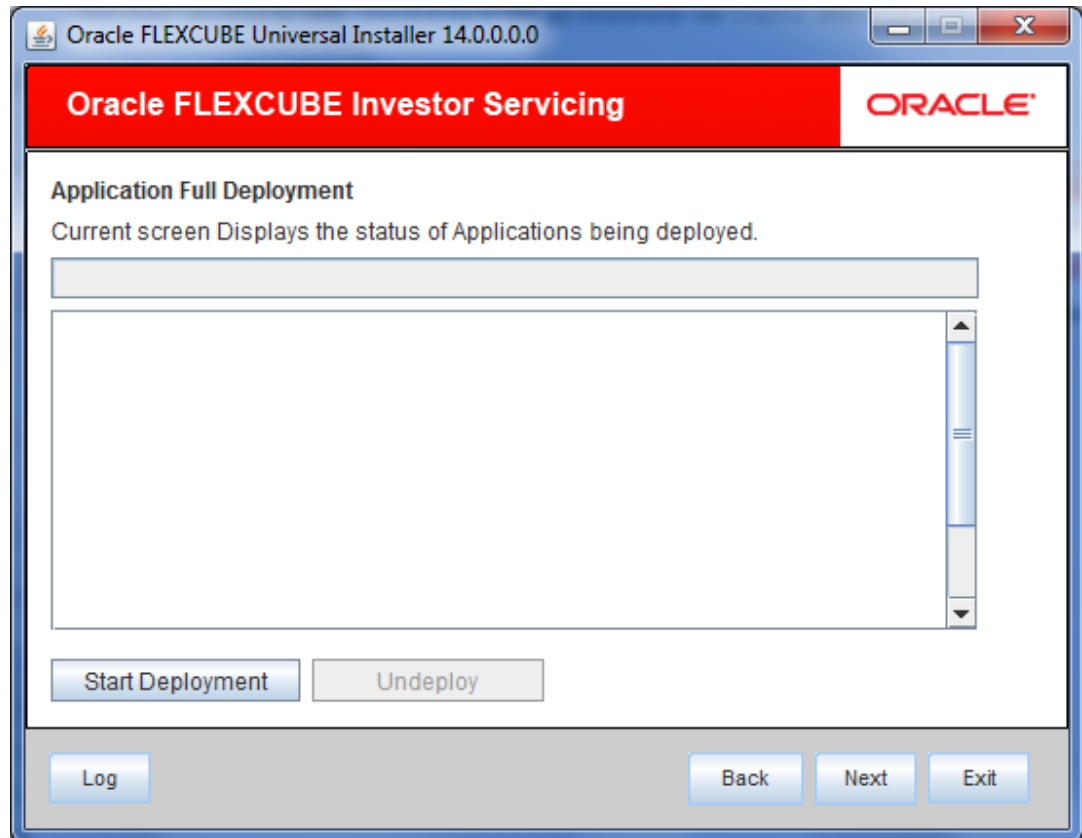 Oracle FLEXCUBE Universal Installer 14.0.0.0.0
Oracle FLEXCUBE Investor Servicing
ORACLE
Application Full Deployment
Current screen Displays the status of Applications being deployed.
Start Deployment Undeploy
Log Back Next Exit